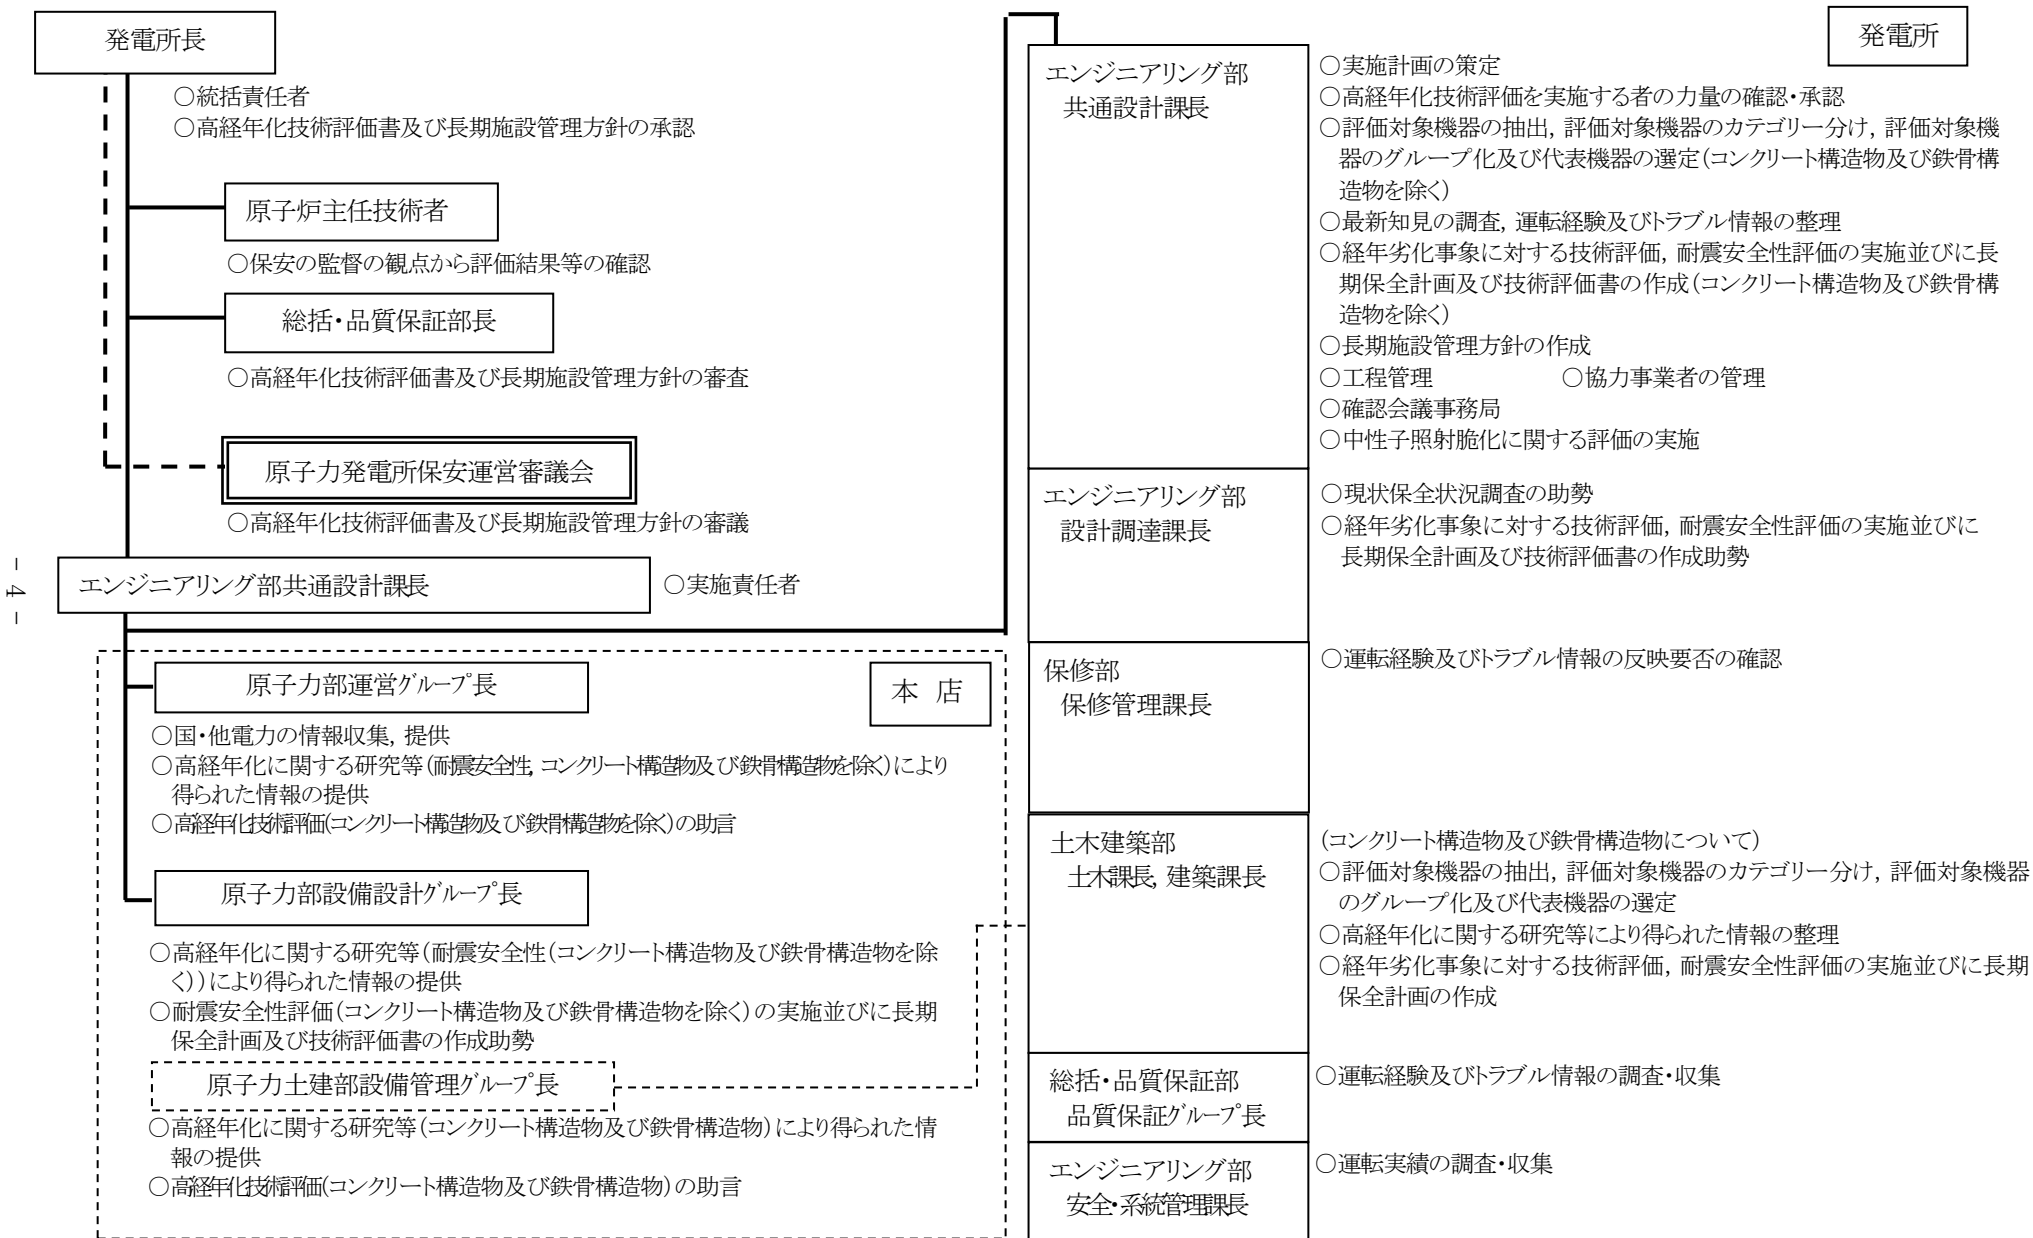 発電所長
○統括責任者
○高経年化技術評価書及び長期施設管理方針の承認
原子炉主任技術者
○保安の監督の観点から評価結果等の確認
総括・品質保証部長
○高経年化技術評価書及び長期施設管理方針の審査
原子力発電所保安運営審議会
○高経年化技術評価書及び長期施設管理方針の審議
エンジニアリング部共通設計課長
○実施責任者
- 4 -
本 店
原子力部運営グループ長
○国・他電力の情報収集, 提供
○高経年化に関する研究等(耐震安全性, コンクリート構造物及び鉄骨構造物を除く)により
得られた情報の提供
○高経年化技術評価(コンクリート構造物及び鉄骨構造物を除く)の助言
原子力部設備設計グループ長
○高経年化に関する研究等(耐震安全性(コンクリート構造物及び鉄骨構造物を除
く))により得られた情報の提供
○耐震安全性評価(コンクリート構造物及び鉄骨構造物を除く)の実施並びに長期
保全計画及び技術評価書の作成助勢
原子力土建部設備管理グループ長
○高経年化に関する研究等(コンクリート構造物及び鉄骨構造物)により得られた情
報の提供
○高経年化技術評価(コンクリート構造物及び鉄骨構造物)の助言
発電所
エンジニアリング部
共通設計課長
○実施計画の策定
○高経年化技術評価を実施する者の力量の確認・承認
○評価対象機器の抽出, 評価対象機器のカテゴリー分け, 評価対象機
器のグループ化及び代表機器の選定(コンクリート構造物及び鉄骨構
造物を除く)
○最新知見の調査, 運転経験及びトラブル情報の整理
○経年劣化事象に対する技術評価, 耐震安全性評価の実施並びに長
期保全計画及び技術評価書の作成(コンクリート構造物及び鉄骨構
造物を除く)
○長期施設管理方針の作成
○工程管理 ○協力事業者の管理
○確認会議事務局
○中性子照射脆化に関する評価の実施
エンジニアリング部
設計調達課長
○現状保全状況調査の助勢
○経年劣化事象に対する技術評価, 耐震安全性評価の実施並びに
長期保全計画及び技術評価書の作成助勢
保修部
保修管理課長
○運転経験及びトラブル情報の反映要否の確認
土木建築部
土木課長, 建築課長
(コンクリート構造物及び鉄骨構造物について)
○評価対象機器の抽出, 評価対象機器のカテゴリー分け, 評価対象機器
のグループ化及び代表機器の選定
○高経年化に関する研究等により得られた情報の整理
○経年劣化事象に対する技術評価, 耐震安全性評価の実施並びに長期
保全計画の作成
総括・品質保証部
品質保証グループ長
○運転経験及びトラブル情報の調査・収集
エンジニアリング部
安全・系統管理課長
○運転実績の調査・収集